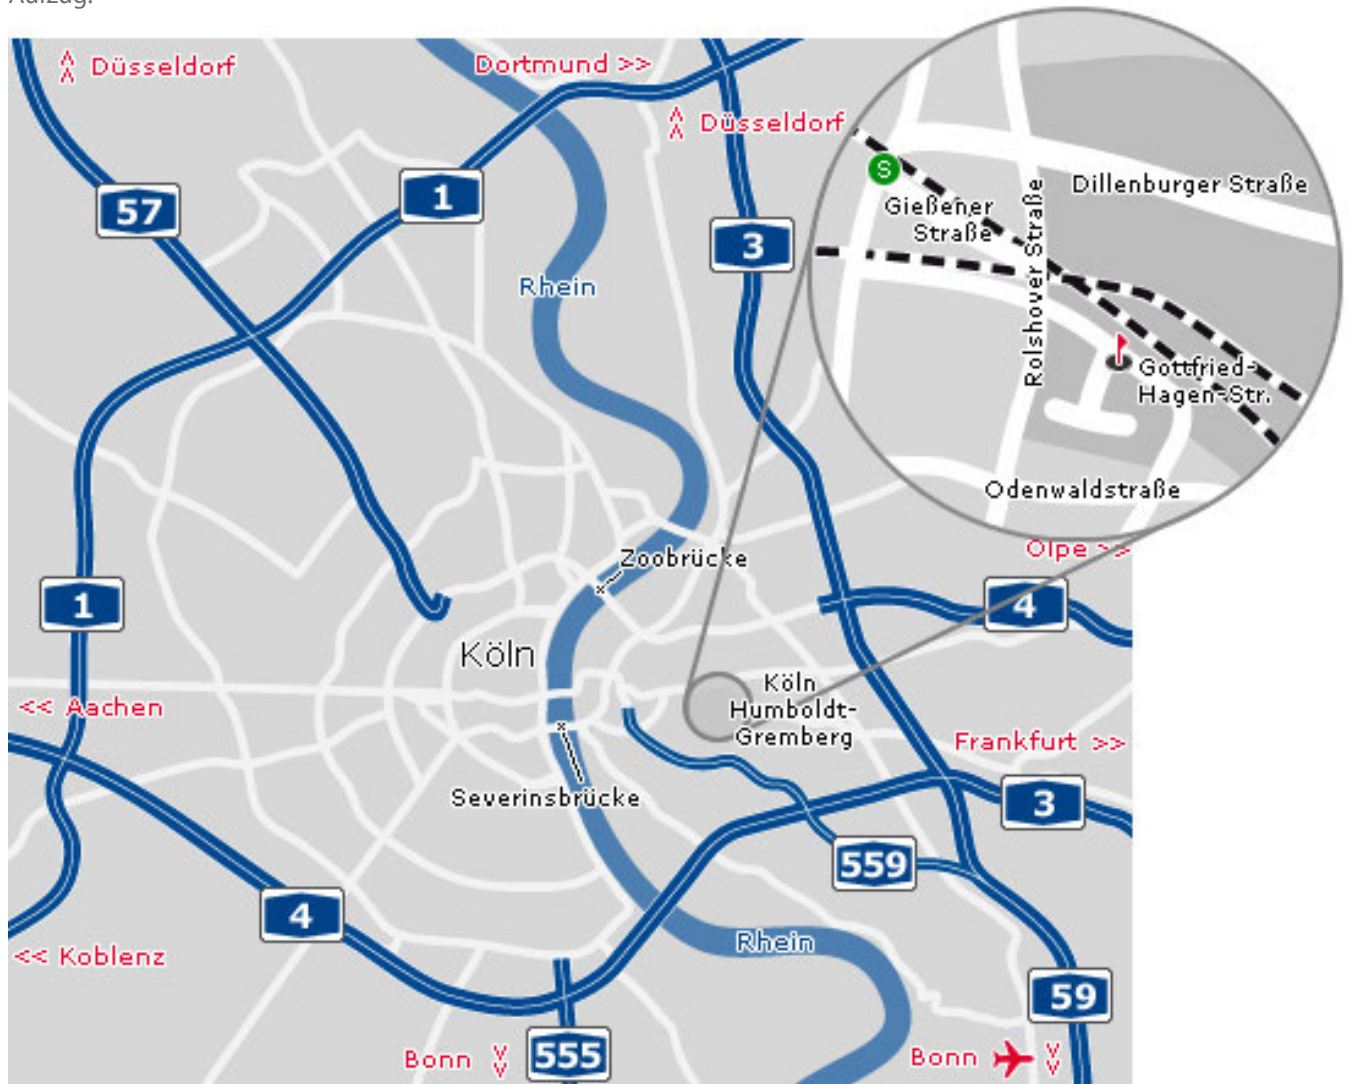 Aufzug.
Düsseldorf
Dortmund >>
Düsseldorf
57
1
3
S
Dillenburger Straße
Gießener
Straße
Rolshover Straße
Rhein
Gottfried-
Hagen-Str.
Odenwaldstraße
Olpe >>
Zoobrücke
1
4
Köln
Köln
Humboldt-
Gremberg
<< Aachen
Frankfurt >>
Severinsbrücke
3
559
4
Rhein
<< Koblenz
59
Bonn
555
Bonn